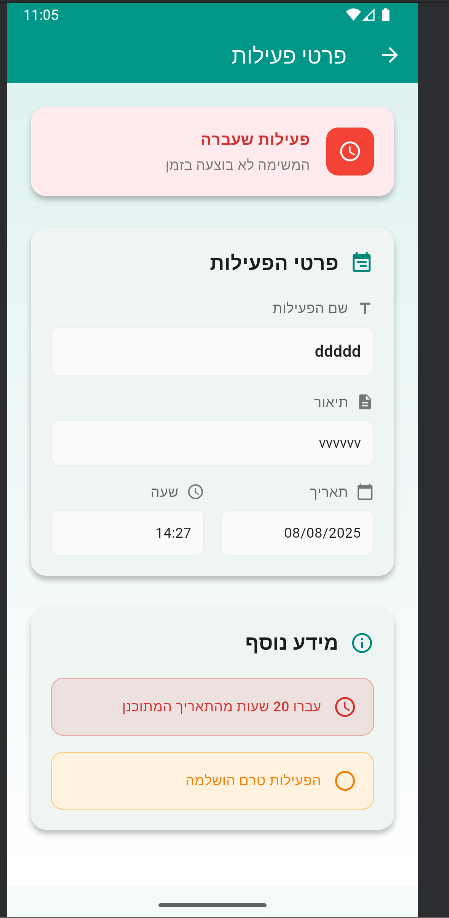 11:05
פרטי פעילות
פעילות שעברה
המשימה לא בוצעה בזמן
פרטי הפעילות
שם הפעילות
ddddd
תיאור
vvvvvv
תאריך
שעה
08/08/2025
14:27
מידע נוסף
עברו 20 שעות מהתאריך המתוכנן
הפעילות טרם הושלמה